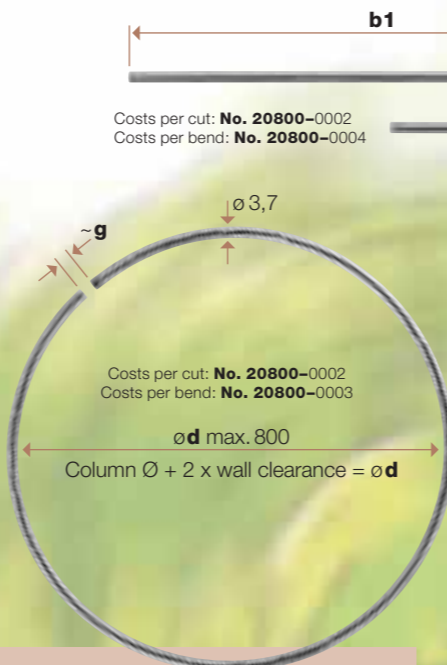 b1
Costs per cut: No. 20800–0002
Costs per bend: No. 20800–0004
ø 3,7
~g
Costs per cut: No. 20800–0002
Costs per bend: No. 20800–0003
ød max. 800
Column Ø + 2 x wall clearance = ød